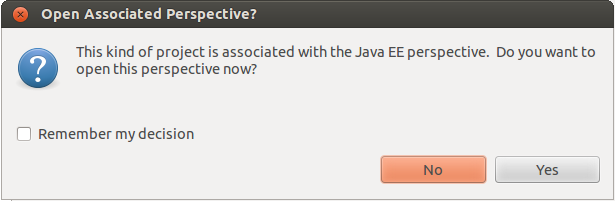 Open Associated Perspective?
This kind of project is associated with the Java EE perspective.  Do you want to
open this perspective now?
Remember my decision
No
Yes